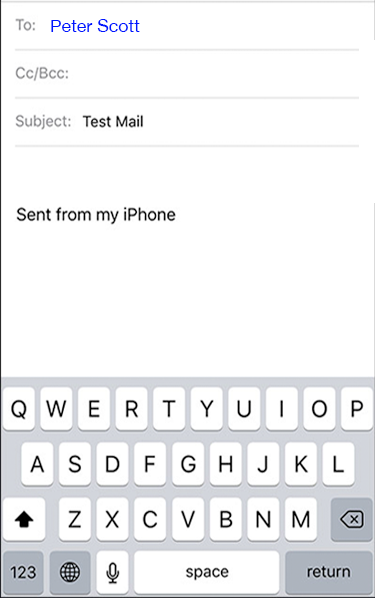 To: Peter Scott
Cc/Bcc:
Subject: Test Mail
Sent from my iPhone
Q W E R T Y U I O P
A S D F G H J K L
Z X C V B N M
123 space return